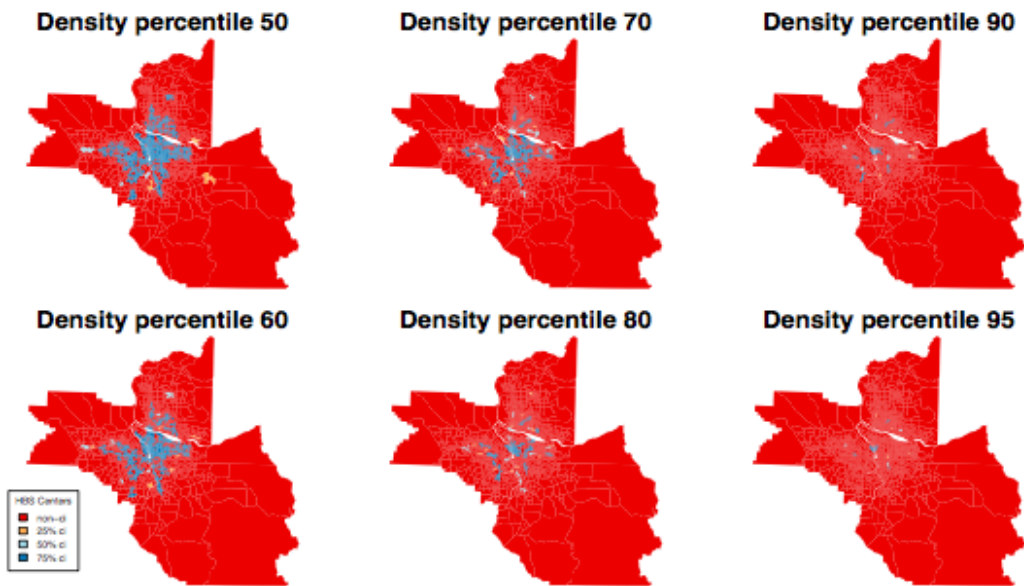 Density percentile 50
Density percentile 70
Density percentile 90
Density percentile 60
Density percentile 80
Density percentile 95
HBS Centers
non-ci
25% ci
50% ci
75% ci